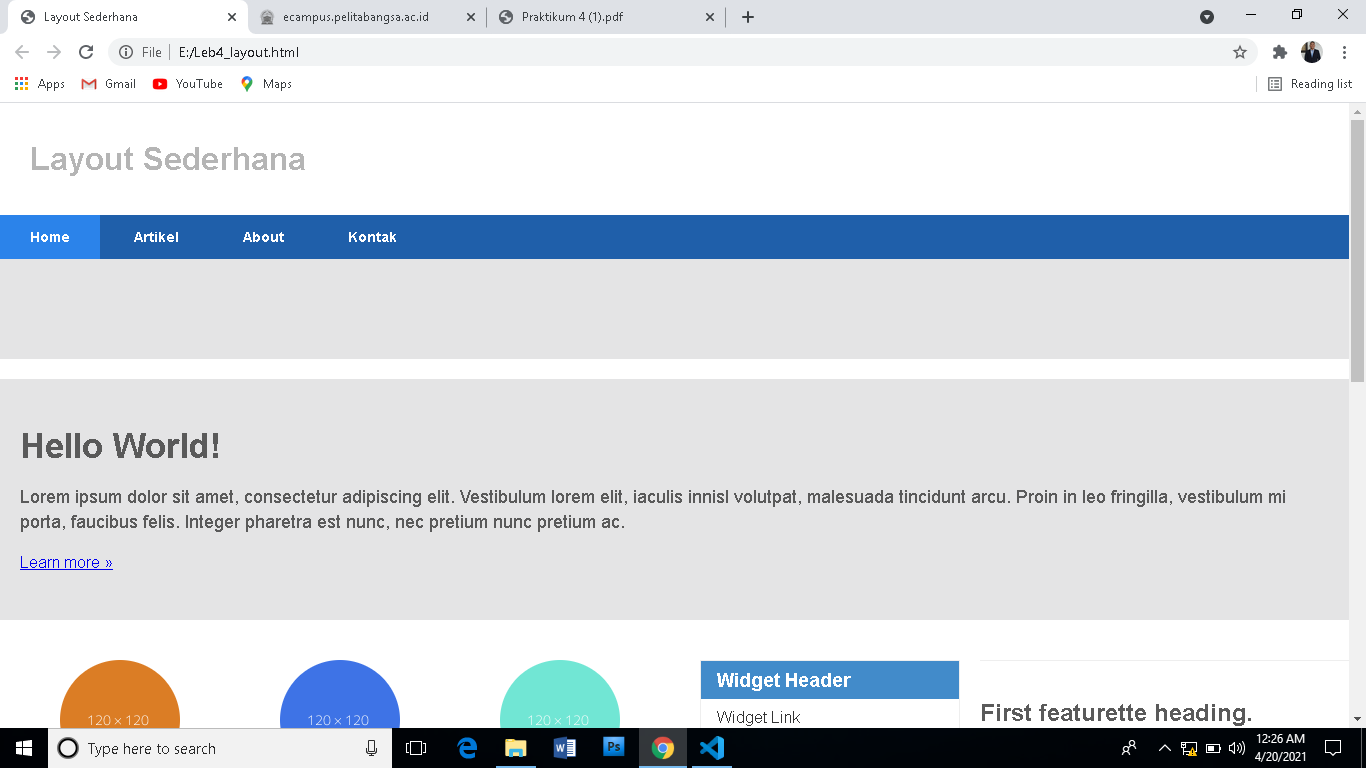 Layout Sederhana
ecampus.pelitabangsa.ac.id
Praktikum 4 (1).pdf
File
E:/Leb4_layout.html
Apps
Gmail
YouTube
Maps
Reading list
Layout Sederhana
Home Artikel About Kontak
Hello World!
Lorem ipsum dolor sit amet, consectetur adipiscing elit. Vestibulum lorem elit, iaculis innisl volutpat, malesuada tincidunt arcu. Proin in leo fringilla, vestibulum mi
porta, faucibus felis. Integer pharetra est nunc, nec pretium nunc pretium ac.
Learn more »
120 × 120
120 × 120
120 × 120
Widget Header
Widget Link
First featurette heading.
Type here to search
Ps
12:26 AM
4/20/2021